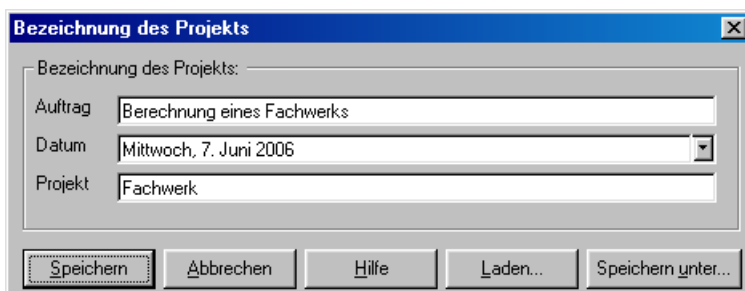 Bezeichnung des Projekts
Bezeichnung des Projekts:
Auftrag Berechnung eines Fachwerks
Datum Mittwoch, 7. Juni 2006
Projekt Fachwerk
Speichern Abbrechen Hilfe Laden... Speichern unter...